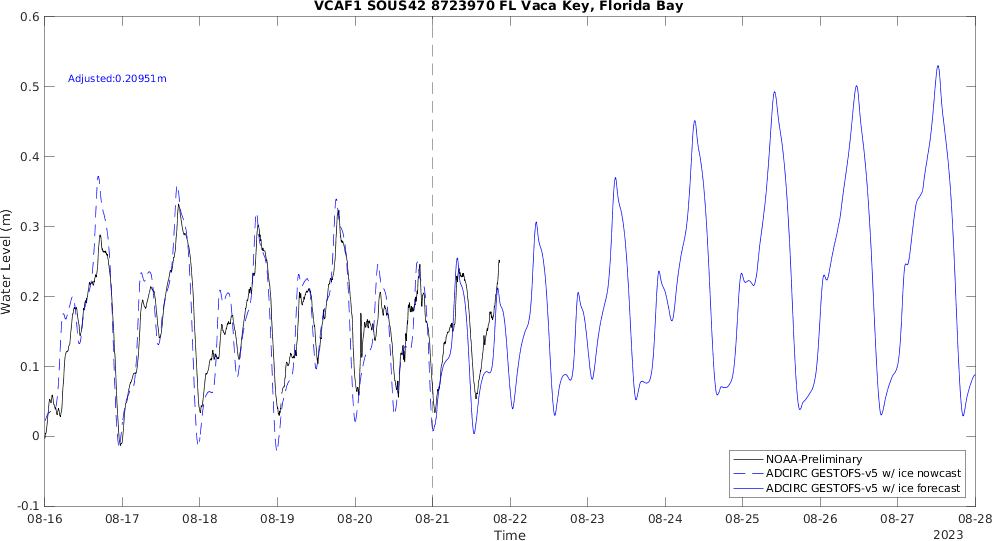 VCAF1 SOUS42 8723970 FL Vaca Key, Florida Bay
0.6
0.5
0.4
0.3
0.2
0.1
0
-0.1
Water Level (m)
Adjusted:0.20951m
NOAA-Preliminary
ADCIRC GESTOFS-v5 w/ ice nowcast
ADCIRC GESTOFS-v5 w/ ice forecast
08-16 08-17 08-18 08-19 08-20 08-21 08-22 08-23 08-24 08-25 08-26 08-27 08-28
Time
2023